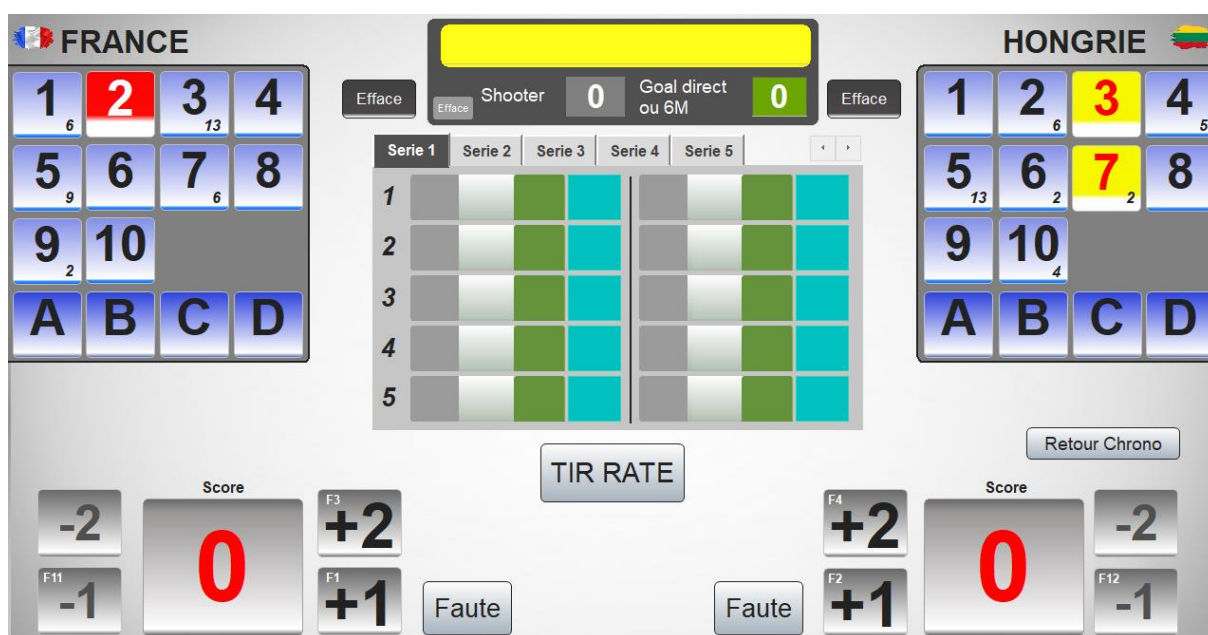 FRANCE
HONGRIE
1 6
2
3 13
4
5 9
6
7 6
8
9 2
10
A B C D
Efface
Efface
Shooter
0
Goal direct
ou 6M
0
Efface
Serie 1 Serie 2 Serie 3 Serie 4 Serie 5
1
2
3
4
5
1
2 6
3
4 5
5 13
6 2
7 2
8
9
10 4
A B C D
Retour Chrono
TIR RATE
Score
-2
F11
-1
0
F3
+2
F1
+1
Faute
Faute
F4
+2
F2
+1
Score
0
-2
F12
-1